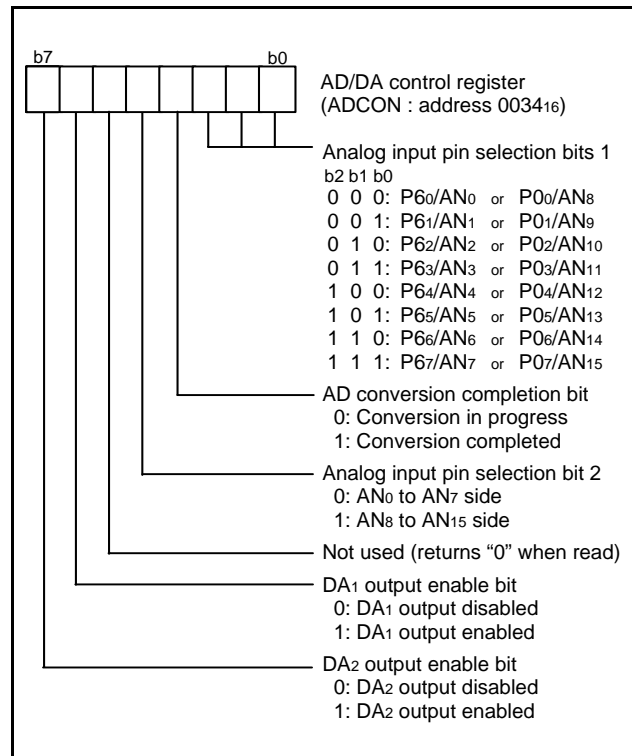 b7 b0
AD/DA control register
(ADCON : address 003416)
Analog input pin selection bits 1
b2 b1 b0
0 0 0: P60/AN0 or P00/AN8
0 0 1: P61/AN1 or P01/AN9
0 1 0: P62/AN2 or P02/AN10
0 1 1: P63/AN3 or P03/AN11
1 0 0: P64/AN4 or P04/AN12
1 0 1: P65/AN5 or P05/AN13
1 1 0: P66/AN6 or P06/AN14
1 1 1: P67/AN7 or P07/AN15
AD conversion completion bit
0: Conversion in progress
1: Conversion completed
Analog input pin selection bit 2
0: AN0 to AN7 side
1: AN8 to AN15 side
Not used (returns “0” when read)
DA1 output enable bit
0: DA1 output disabled
1: DA1 output enabled
DA2 output enable bit
0: DA2 output disabled
1: DA2 output enabled